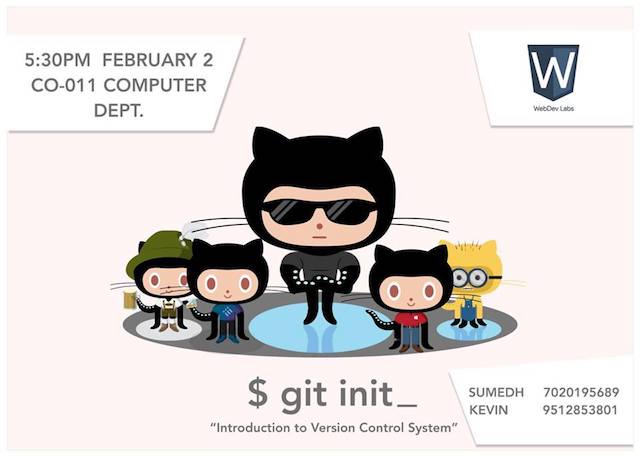 5:30PM FEBRUARY 2
CO-011 COMPUTER
DEPT.
W
WebDev Labs
$ git init_
“Introduction to Version Control System”
SUMEDH 7020195689
KEVIN 9512853801